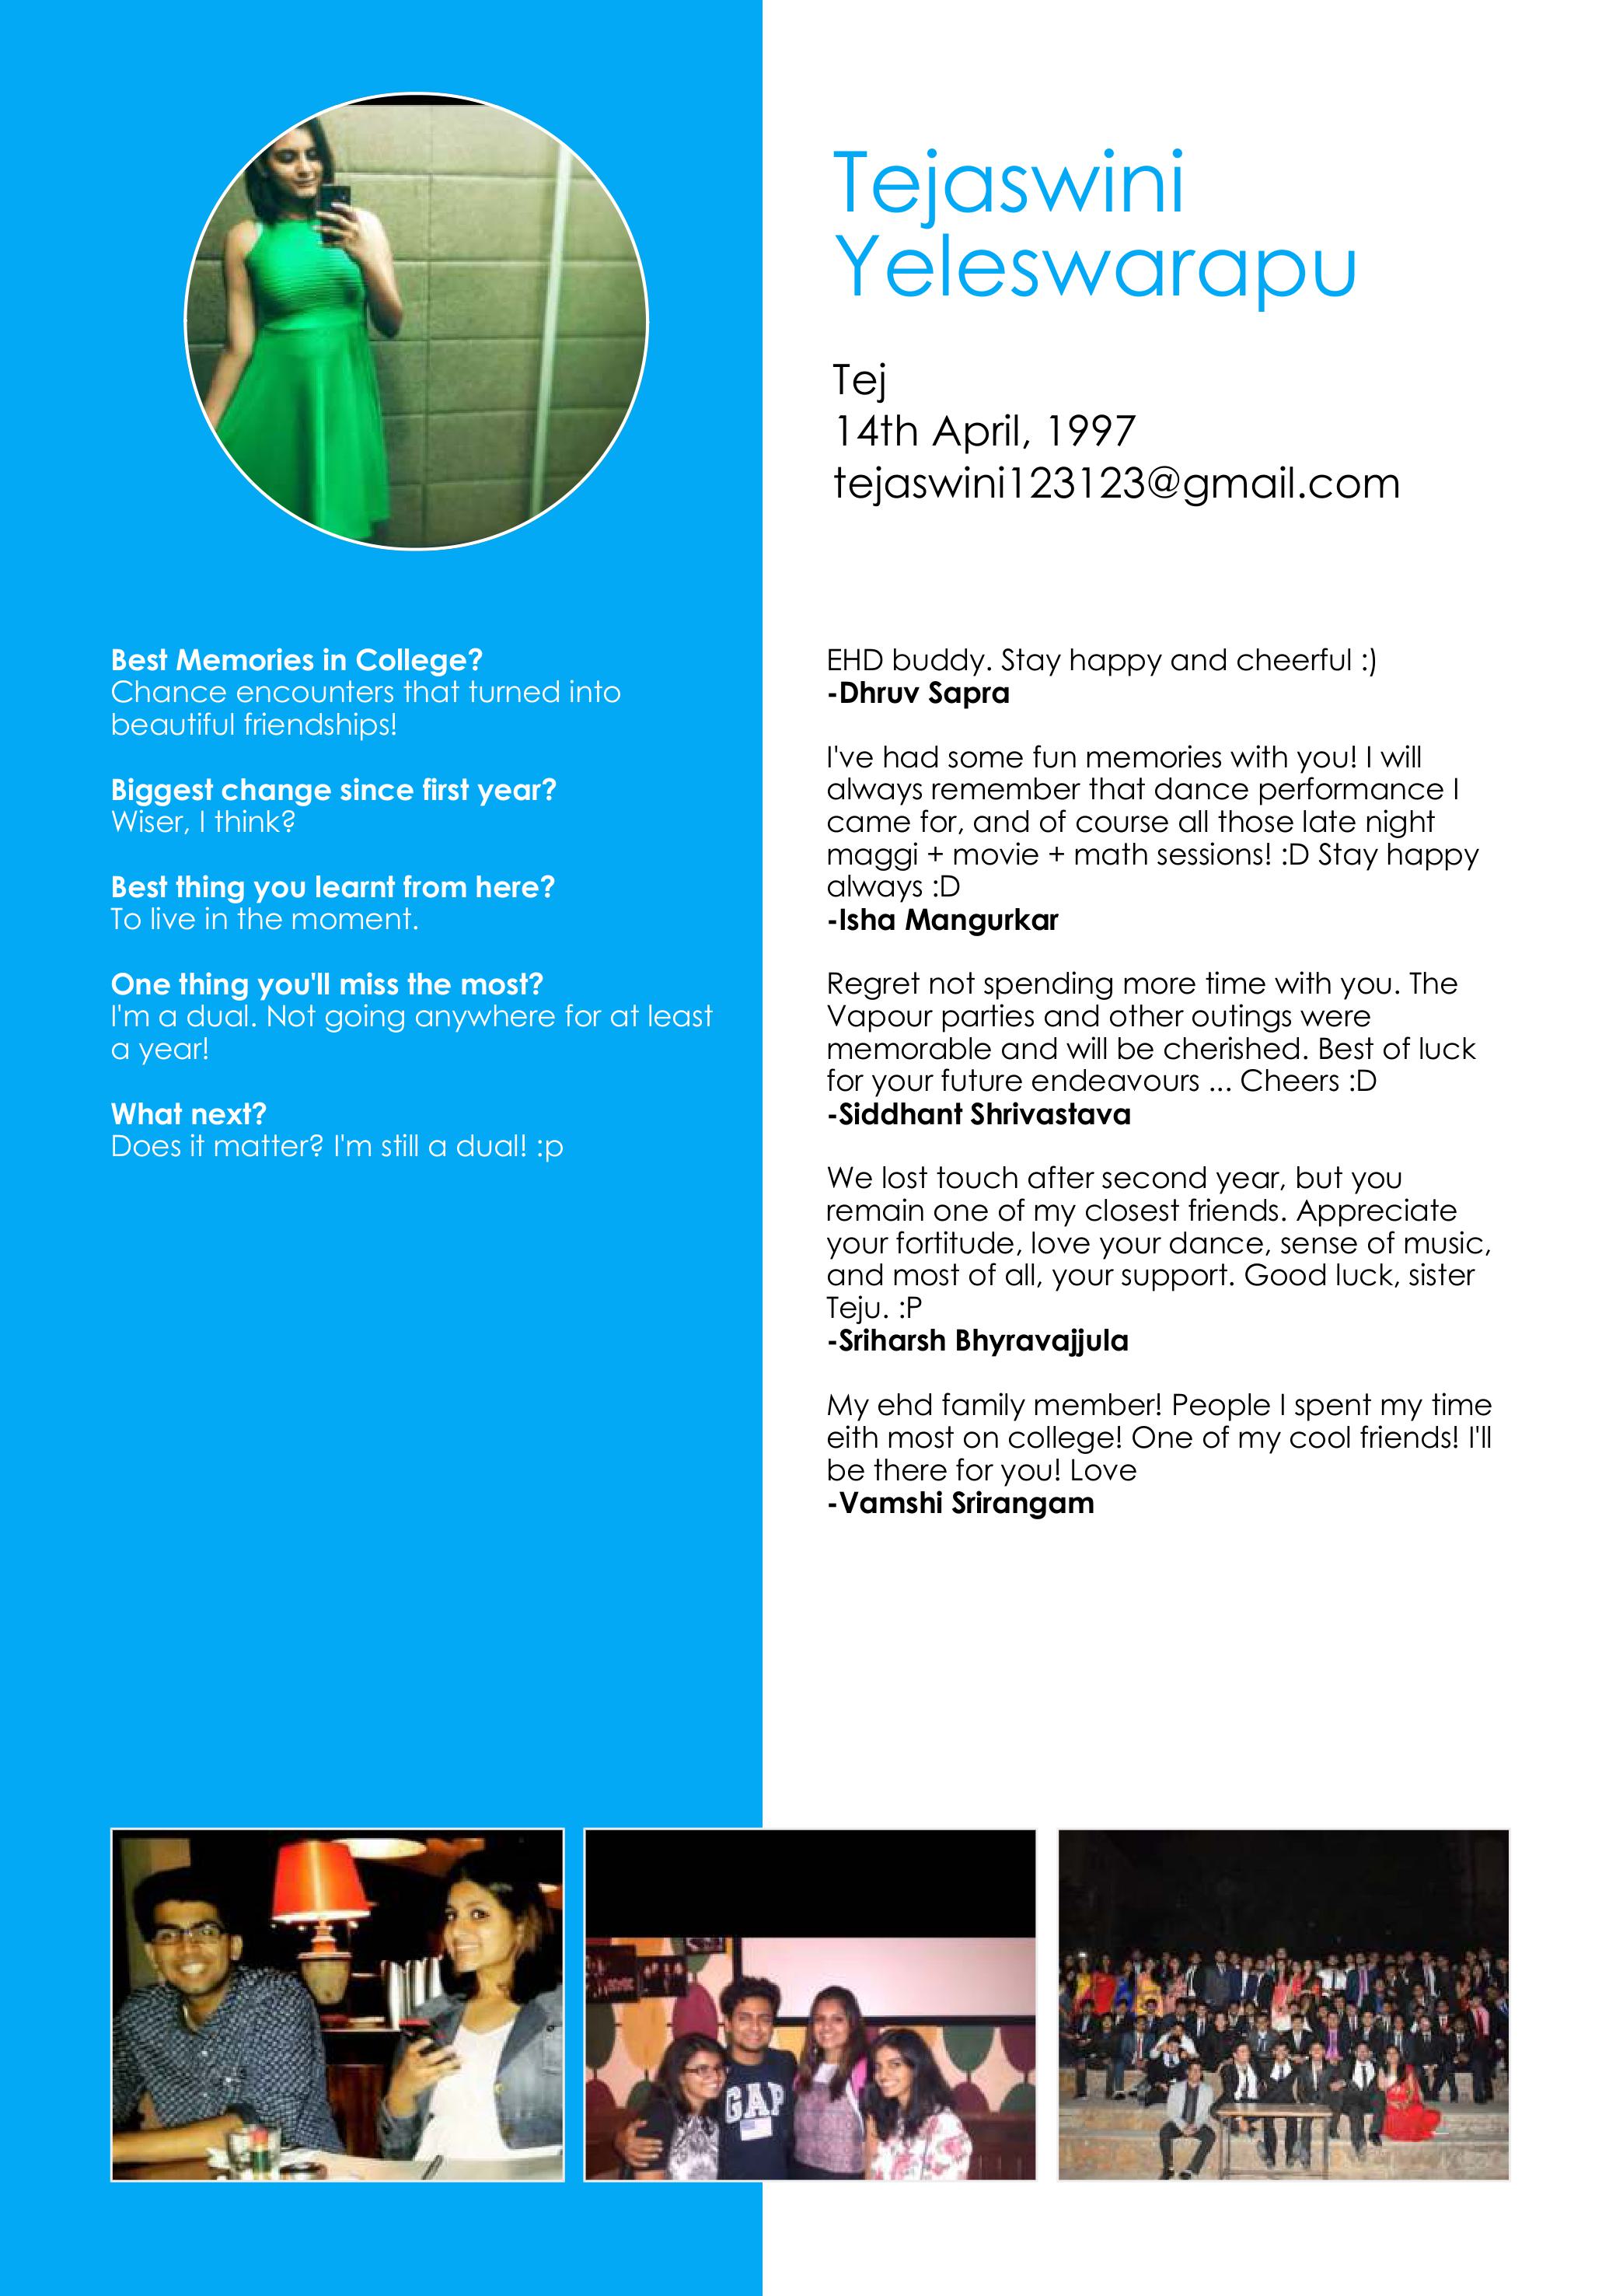 Tejaswini
Yeleswarapu
Tej
14th April, 1997
tejaswini123123@gmail.com
Best Memories in College?
Chance encounters that turned into
beautiful friendships!
Biggest change since first year?
Wiser, I think?
Best thing you learnt from here?
To live in the moment.
One thing you'll miss the most?
I'm a dual. Not going anywhere for at least
a year!
What next?
Does it matter? I'm still a dual! :p
EHD buddy. Stay happy and cheerful :)
-Dhruv Sapra
I've had some fun memories with you! I will
always remember that dance performance I
came for, and of course all those late night
maggi + movie + math sessions! :D Stay happy
always :D
-Isha Mangurkar
Regret not spending more time with you. The
Vapour parties and other outings were
memorable and will be cherished. Best of luck
for your future endeavours ... Cheers :D
-Siddhant Shrivastava
We lost touch after second year, but you
remain one of my closest friends. Appreciate
your fortitude, love your dance, sense of music,
and most of all, your support. Good luck, sister
Teju. :P
-Sriharsh Bhyravajjula
My ehd family member! People I spent my time
eith most on college! One of my cool friends! I'll
be there for you! Love
-Vamshi Srirangam
GAP